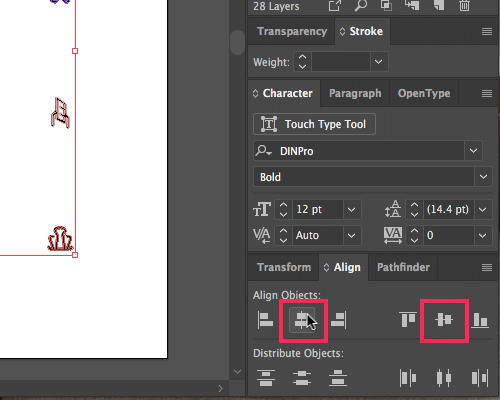 28 Layers
Transparency Stroke
Weight:
Character Paragraph OpenType
Touch Type Tool
DINPro
Bold
12 pt (14.4 pt)
Auto 0
Transform Align Pathfinder
Align Objects:
Distribute Objects: